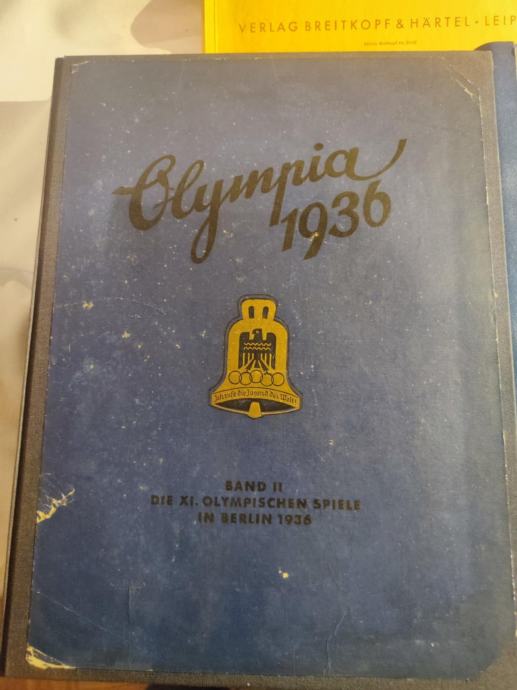 VERLAG BREITKOPF & HÄRTEL · LEIP
Olympia
1936
Ich rufe die Jugend der Welt!
BAND II
DIE XI. OLYMPISCHEN SPIELE
IN BERLIN 1936